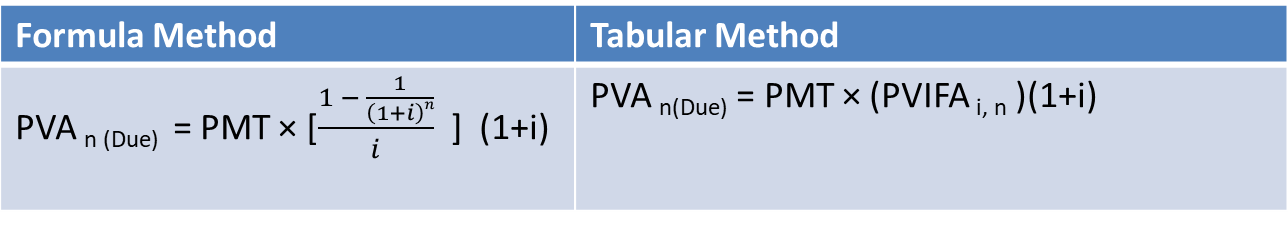 Formula Method
Tabular Method
PVA n (Due) = PMT × [ (1 − 1/(1+i)^n) / i ] (1+i)
PVA n(Due) = PMT × (PVIFA i, n )(1+i)